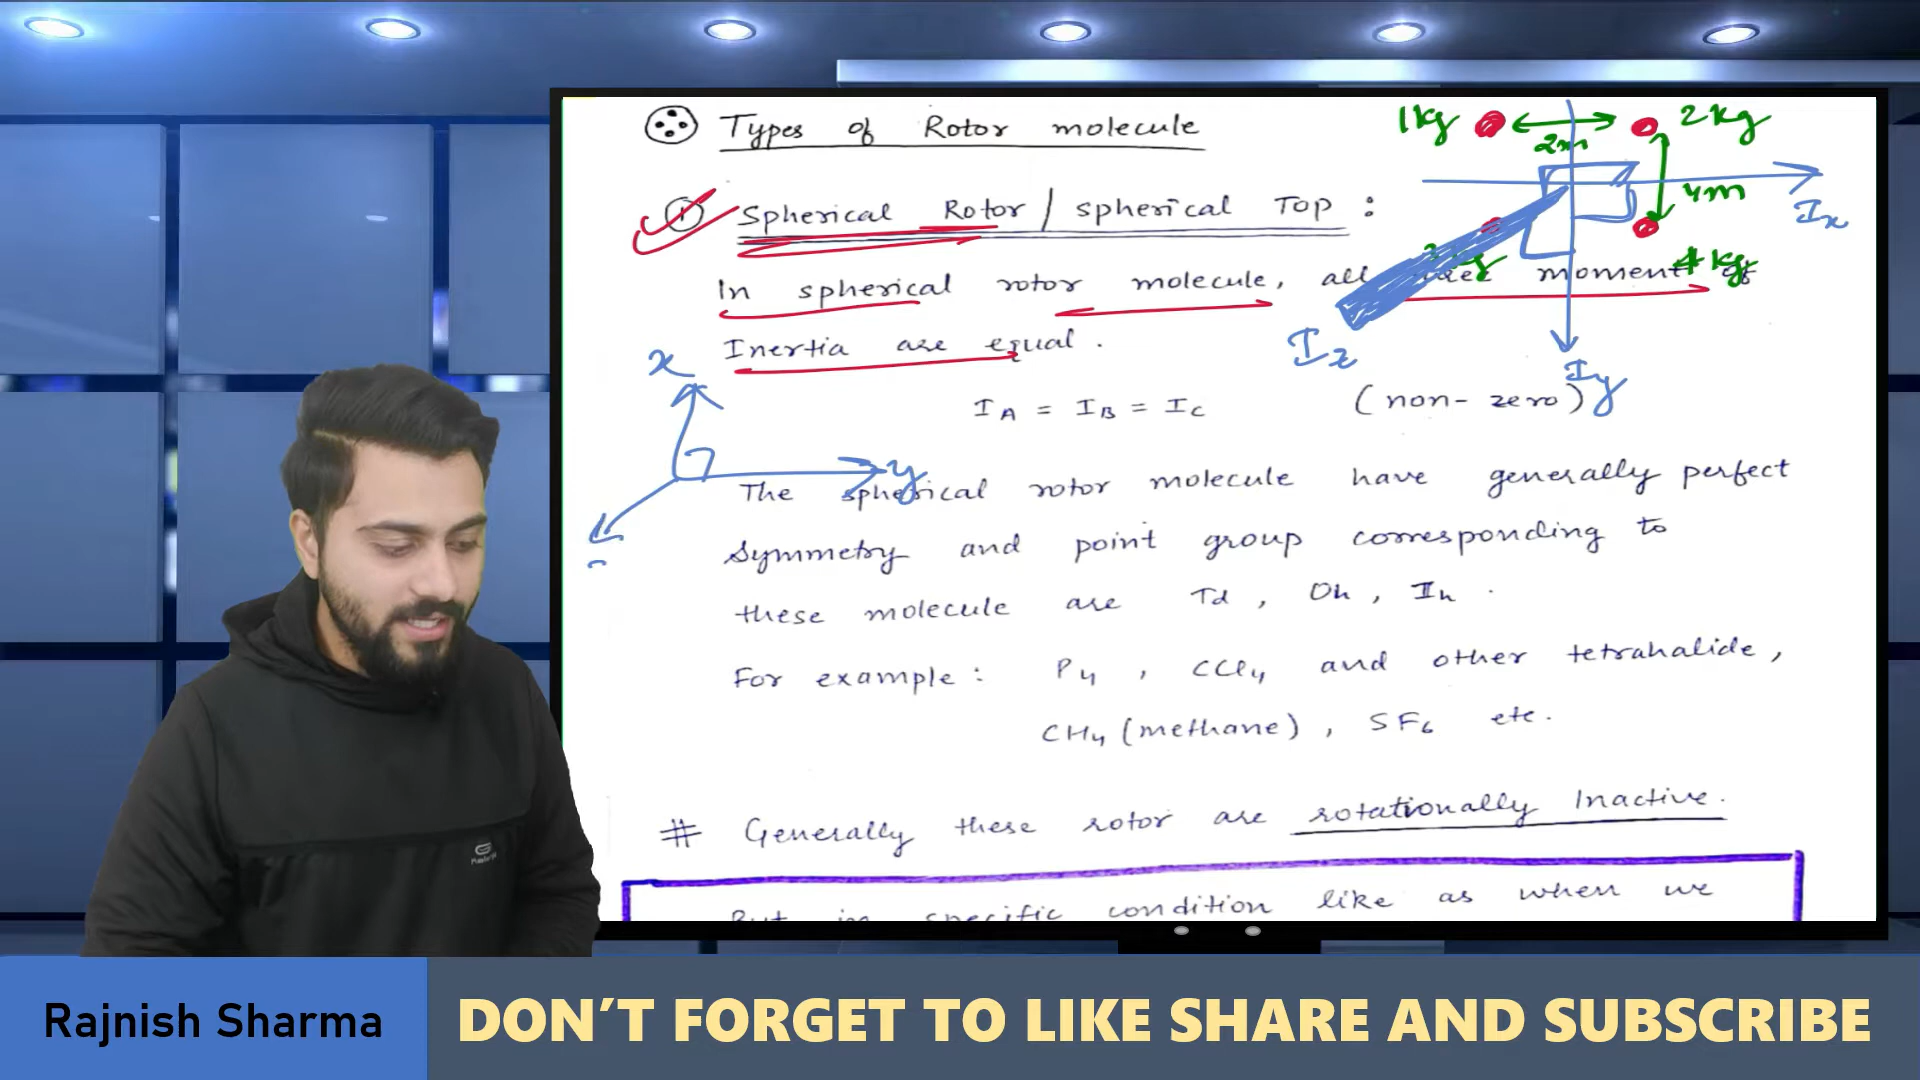 Types of Rotor molecule
1kg
2kg
2m
4m
① Spherical Rotor / spherical Top :
Ix
4kg
In spherical rotor molecule, all moment of
Iz
Inertia are equal .
x
Iy
IA = IB = IC (non-zero)
y
The spherical rotor molecule have generally perfect
Symmetry and point group corresponding to
these molecule are Td , Oh , Ih .
For example : P4 , CCl4 and other tetrahalide ,
CH4 (methane) , SF6 etc.
# Generally these rotor are rotationally Inactive.
But in specific condition like as when we
Rajnish Sharma
DON'T FORGET TO LIKE SHARE AND SUBSCRIBE